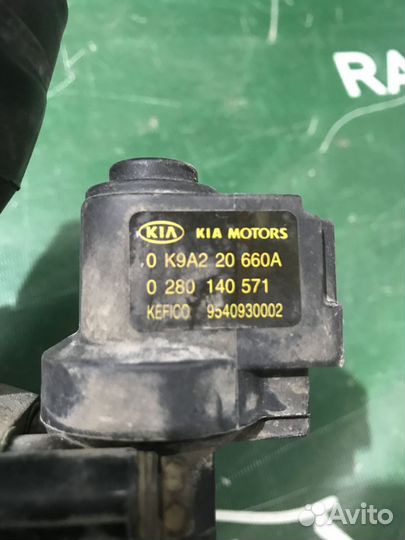 RA
KIA KIA MOTORS
0 K9A2 20 660A
0 280 140 571
KEFICO 9540930002
Avito